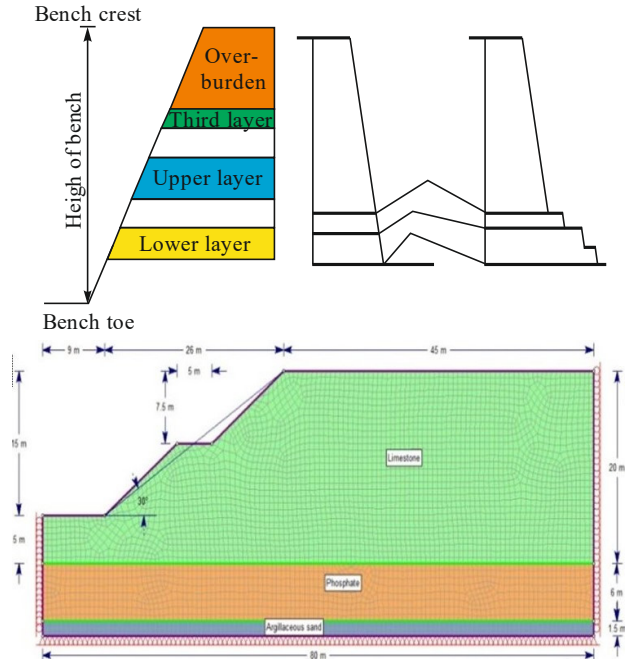 Bench crest
Over-
burden
Third layer
Heigh of bench
Upper layer
Lower layer
Bench toe
9 m
26 m
45 m
5 m
7.5 m
15 m
Limestone
20 m
30°
5 m
Phosphate
6 m
Argillaceous sand
1.5 m
80 m